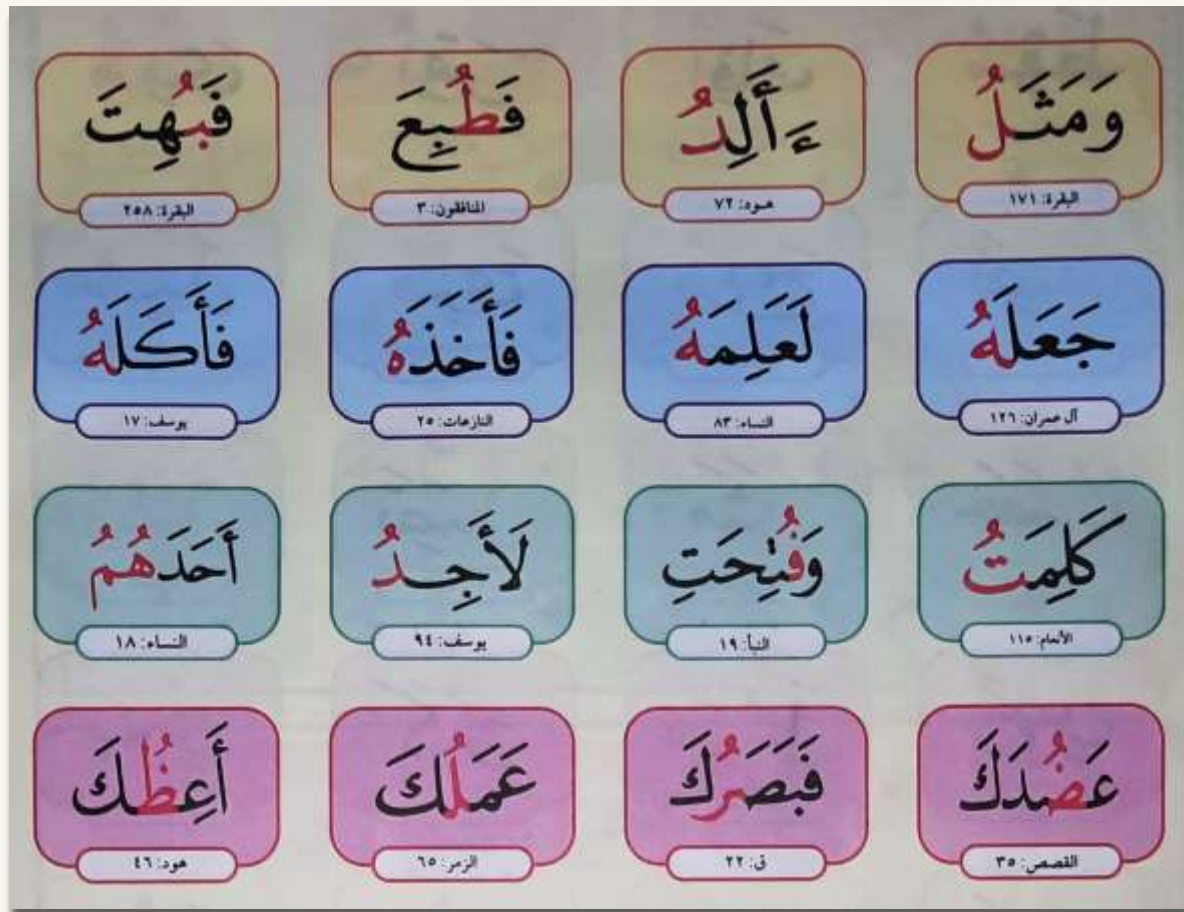 وَمَثَلُ ءَأَلِدُ فَطُبِعَ فَبُهِتَ
البقرة: ١٧١ هود: ٧٢ المنافقون: ٣ البقرة: ٢٥٨
جَعَلَهُ لَعَلِمَهُ فَأَخَذَهُ فَأَكَلَهُ
آل عمران: ١٢٦ النساء: ٨٣ النازعات: ٢٥ يوسف: ١٧
كَلِمَتُ وَفُتِحَتِ لَأَجِدُ أَحَدَهُمُ
الأنعام: ١١٥ النبأ: ١٩ يوسف: ٩٤ النساء: ١٨
عَضُدَكَ فَبَصَرُكَ عَمَلُكَ أَعِظُكَ
القصص: ٣٥ ق: ٢٢ الزمر: ٦٥ هود: ٤٦